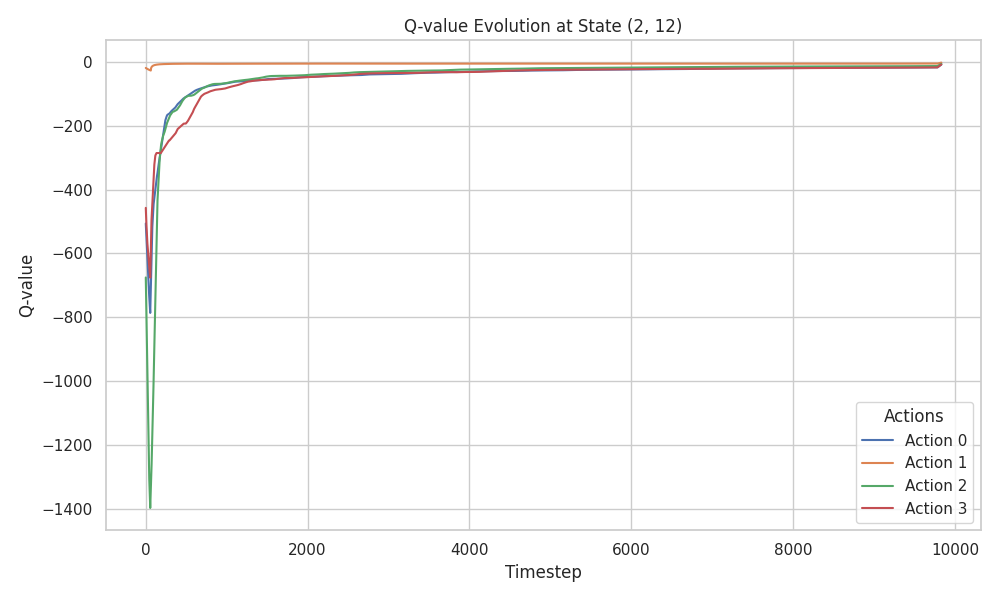 Q-value Evolution at State (2, 12)
Q-value
0
−200
−400
−600
−800
−1000
−1200
−1400
0
2000
4000
6000
8000
10000
Timestep
Actions
Action 0
Action 1
Action 2
Action 3